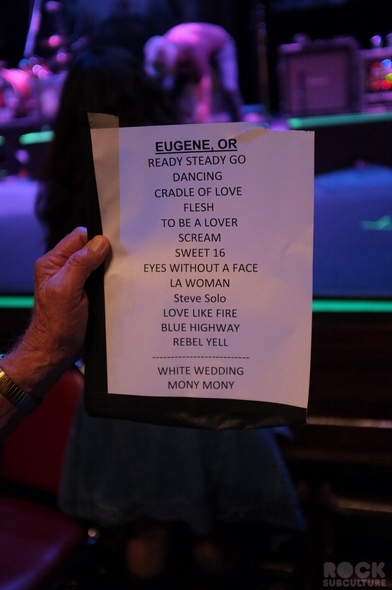 EUGENE, OR
READY STEADY GO
DANCING
CRADLE OF LOVE
FLESH
TO BE A LOVER
SCREAM
SWEET 16
EYES WITHOUT A FACE
LA WOMAN
Steve Solo
LOVE LIKE FIRE
BLUE HIGHWAY
REBEL YELL
-------------------------
WHITE WEDDING
MONY MONY
ROCK
SUBCULTURE